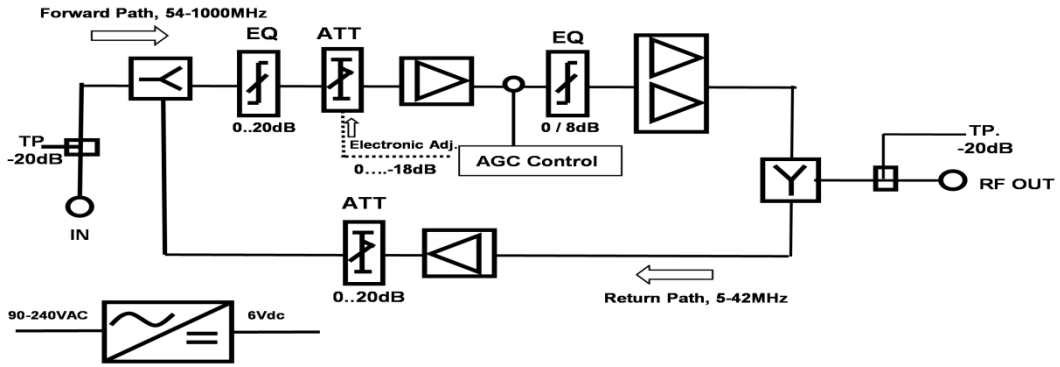 Forward Path, 54-1000MHz
EQ
ATT
EQ
0..20dB
0 / 8dB
TP
-20dB
Electronic Adj.
0....-18dB
AGC Control
TP.
-20dB
RF OUT
IN
ATT
0..20dB
Return Path, 5-42MHz
90-240VAC
6Vdc